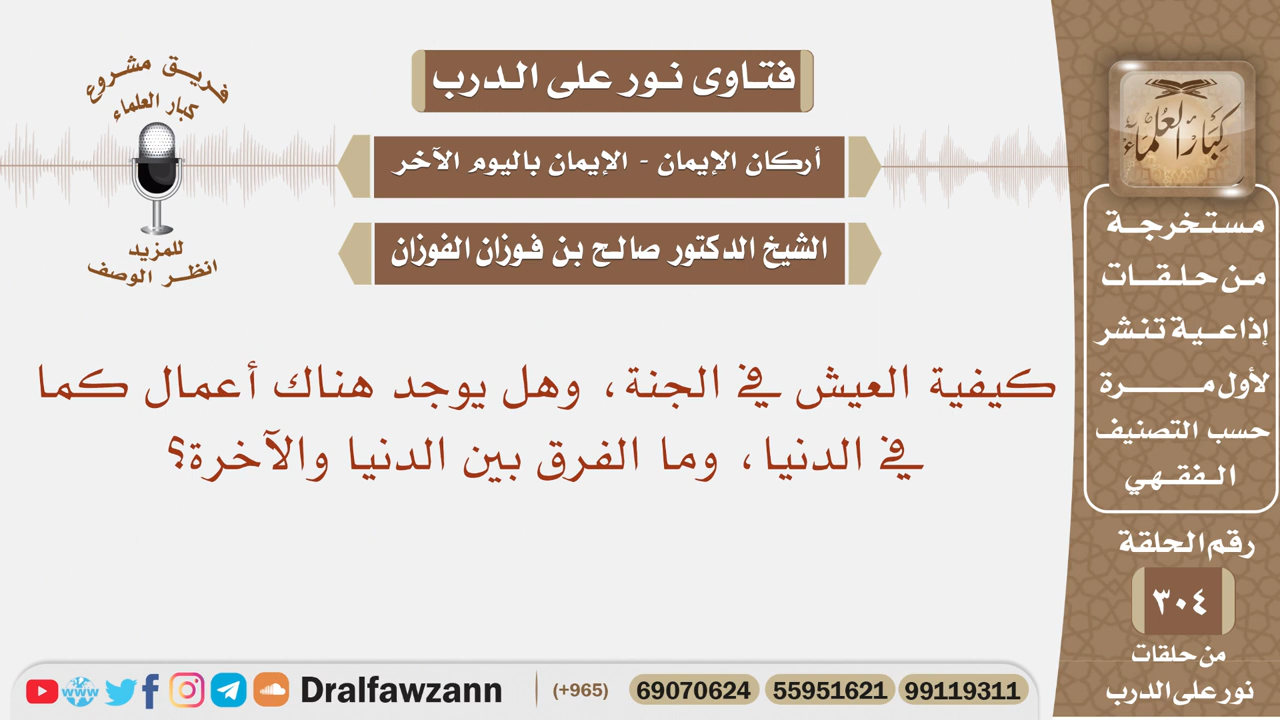 فتاوى نور على الدرب
أركان الإيمان - الإيمان باليوم الآخر
الشيخ الدكتور صالح بن فوزان الفوزان
فريق مشروع
كبار العلماء
للمزيد
انظر الوصف
كيفية العيش في الجنة، وهل يوجد هناك أعمال كما
في الدنيا، وما الفرق بين الدنيا والآخرة؟
كبار العلماء
مستخرجة
من حلقات
إذاعية تنشر
لأول مرة
حسب التصنيف
الفقهي
رقم الحلقة
٣٠٤
من حلقات
نور على الدرب
www Dralfawzann (+965) 69070624 55951621 99119311